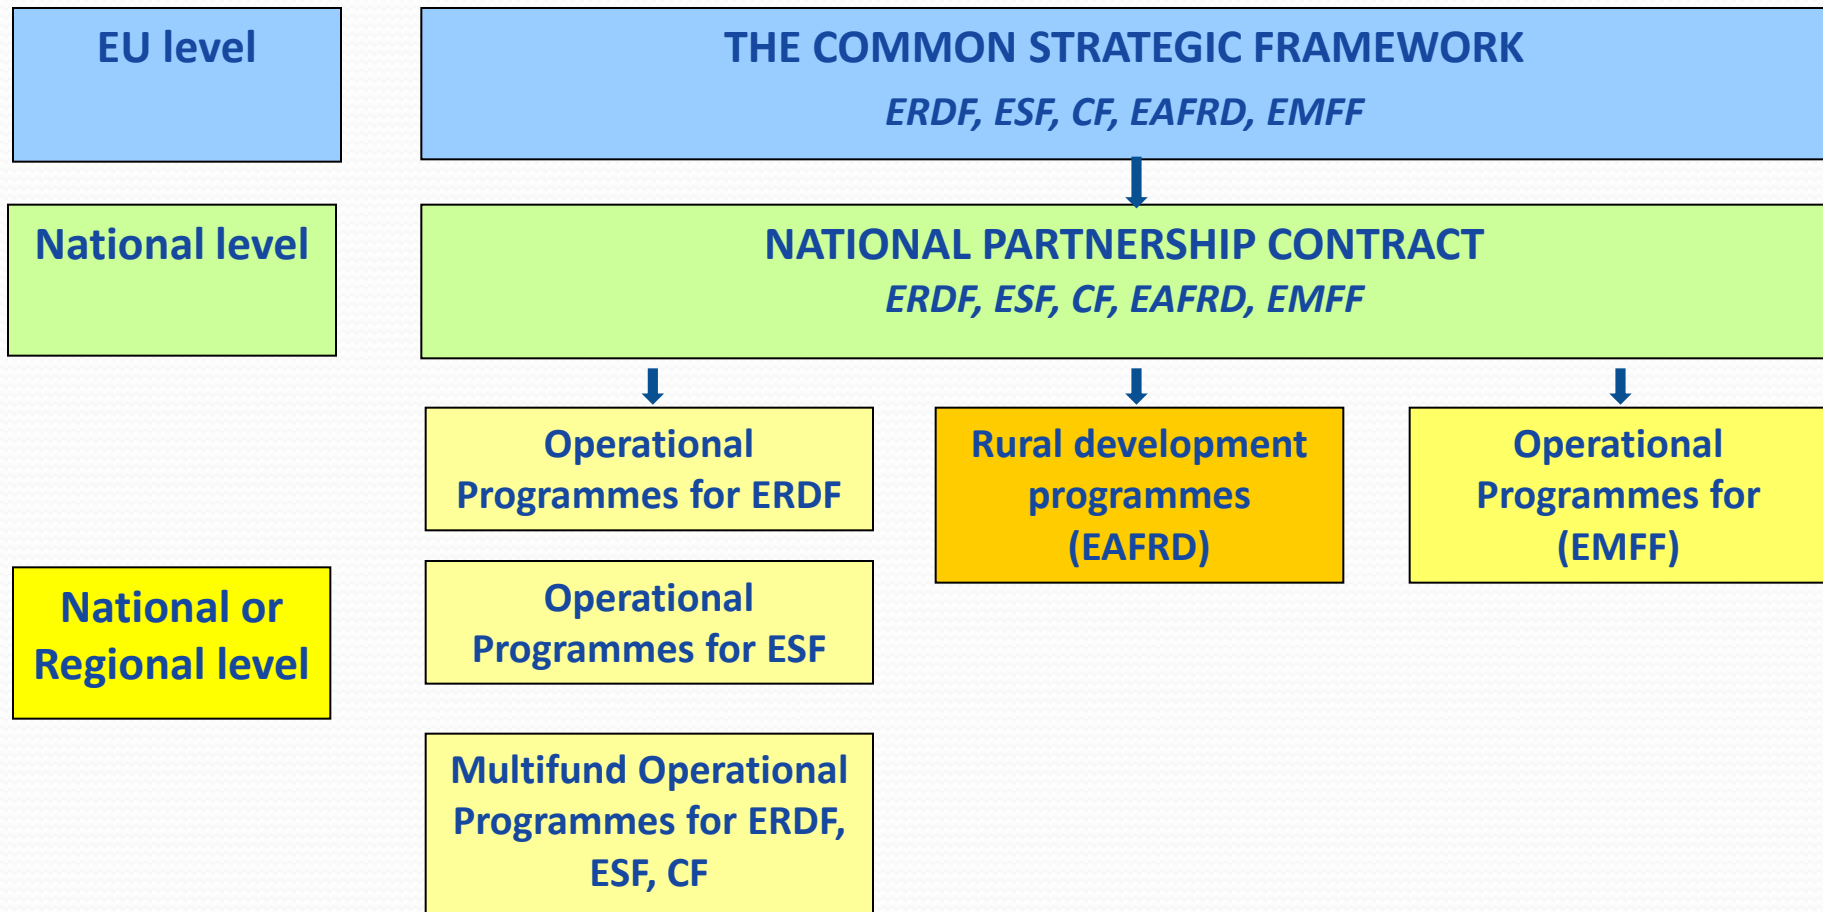 EU level
THE COMMON STRATEGIC FRAMEWORK
ERDF, ESF, CF, EAFRD, EMFF
National level
NATIONAL PARTNERSHIP CONTRACT
ERDF, ESF, CF, EAFRD, EMFF
Operational
Programmes for ERDF
Rural development
programmes
(EAFRD)
Operational
Programmes for
(EMFF)
National or
Regional level
Operational
Programmes for ESF
Multifund Operational
Programmes for ERDF,
ESF, CF